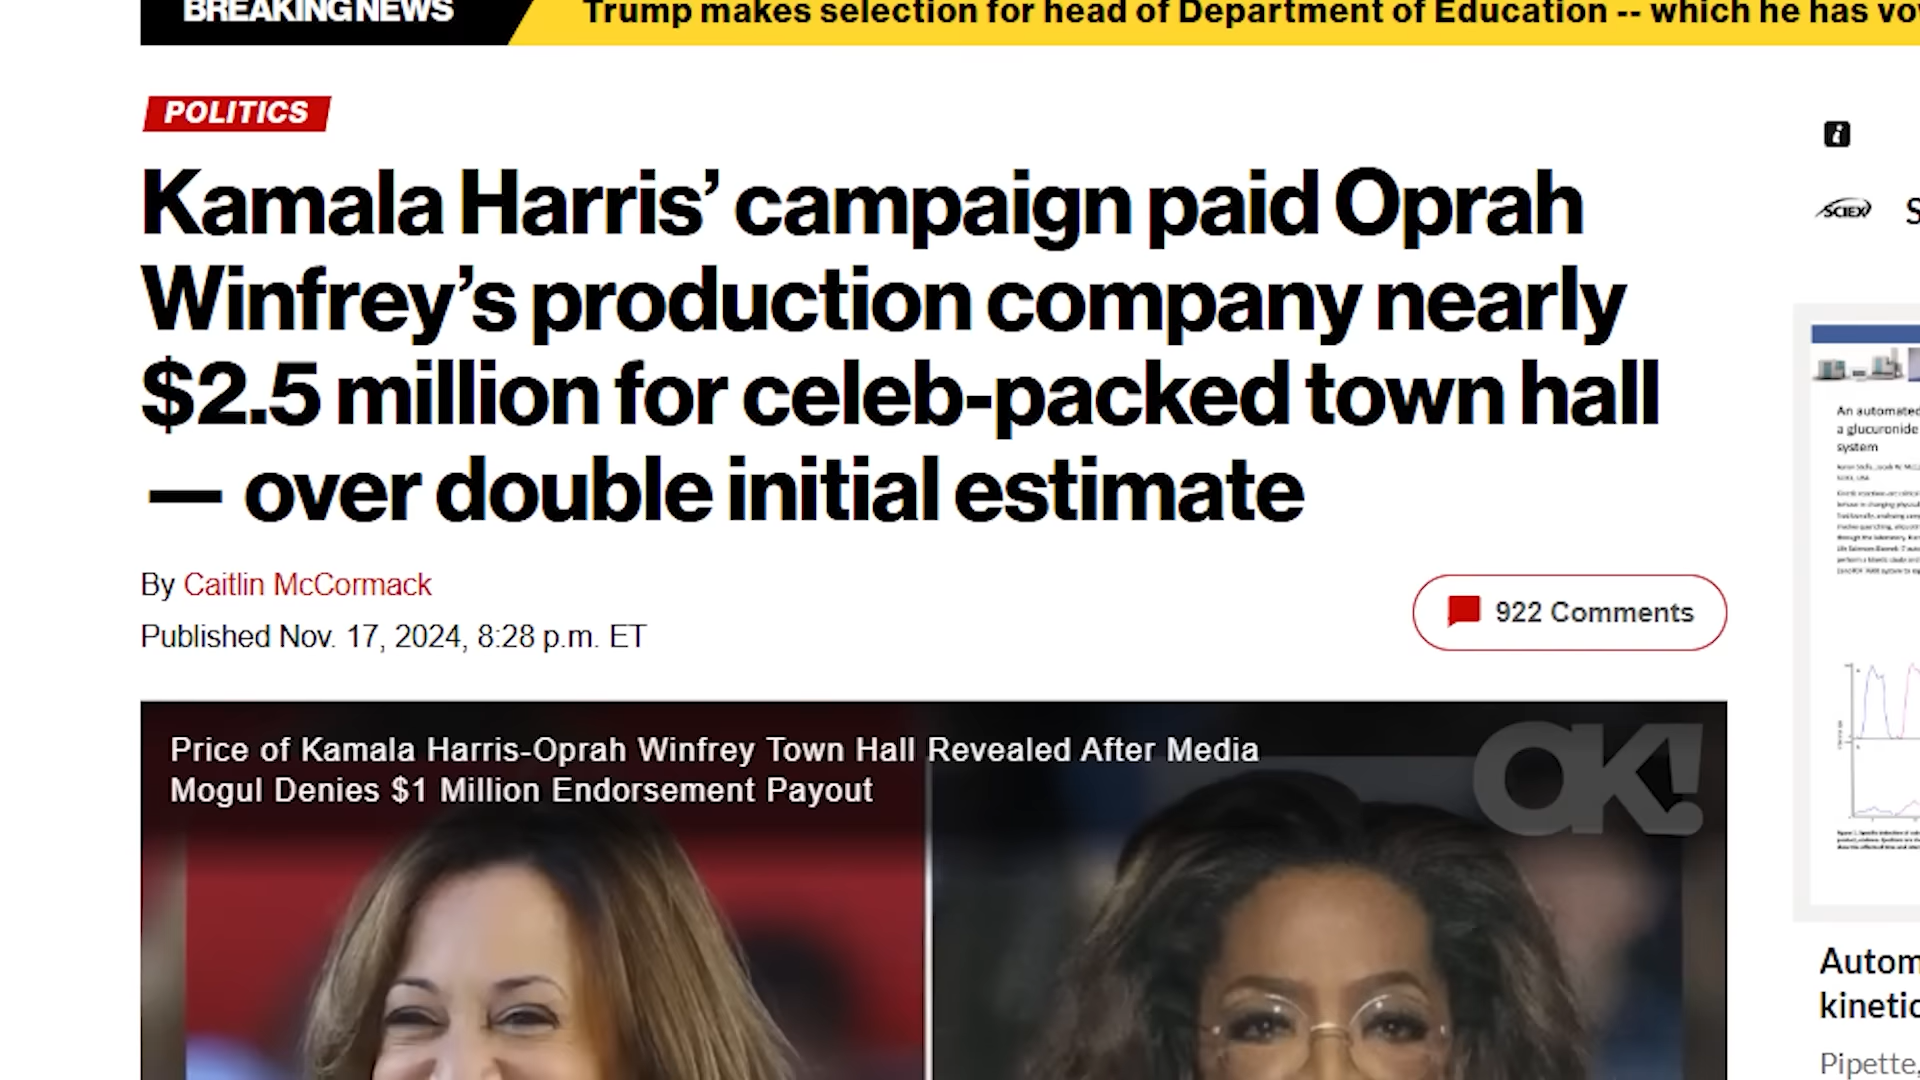 BREAKING NEWS
Trump makes selection for head of Department of Education -- which he has vo
POLITICS
Kamala Harris’ campaign paid Oprah
Winfrey’s production company nearly
$2.5 million for celeb-packed town hall
— over double initial estimate
By Caitlin McCormack
Published Nov. 17, 2024, 8:28 p.m. ET
922 Comments
Price of Kamala Harris-Oprah Winfrey Town Hall Revealed After Media
Mogul Denies $1 Million Endorsement Payout
OK!
SCIEX
S
An automated
a glucuronide
system
Autom
kinetic
Pipette,